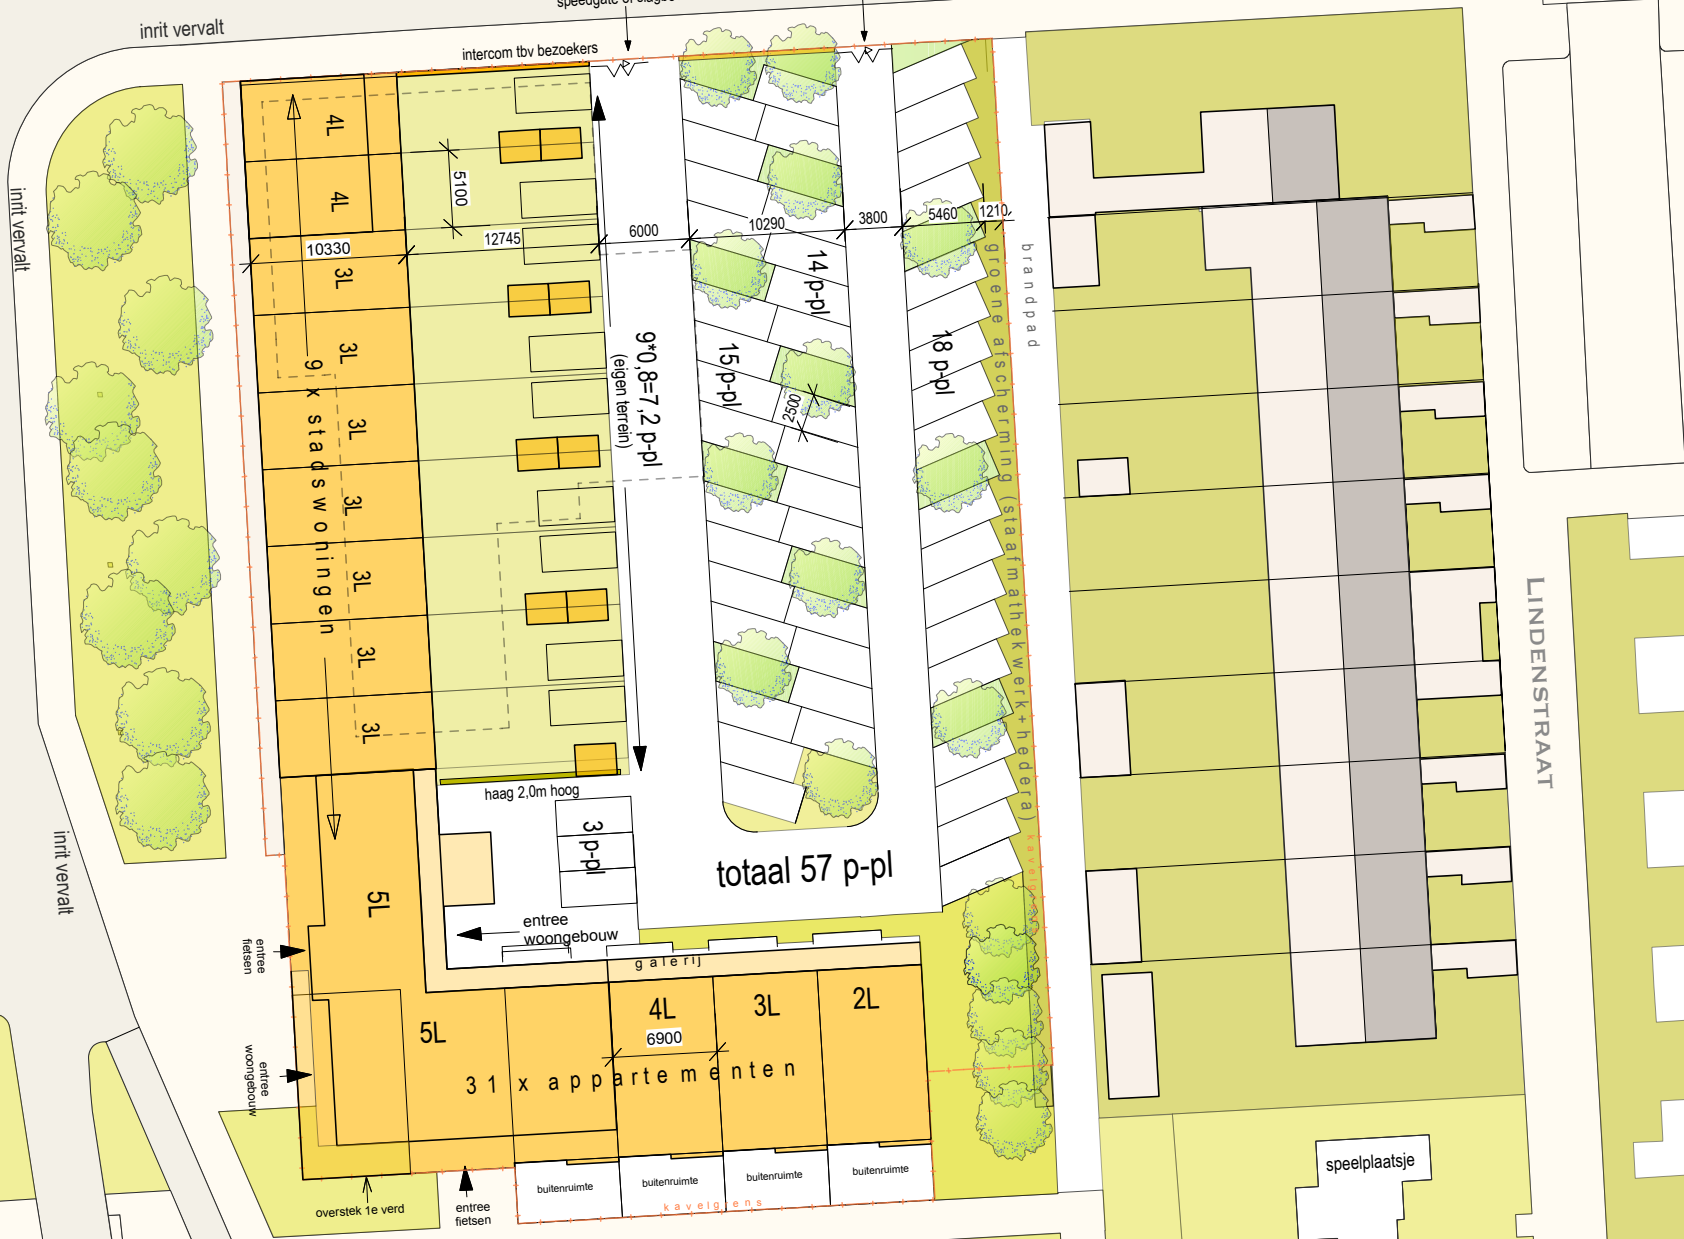 inrit vervalt
intercom tbv bezoekers
inrit vervalt
inrit vervalt
4L
4L
3L
3L
3L
3L
3L
3L
3L
9 x stadswoningen
5100
10330
12745
6000
10290
3800
5460
1210
9*0,8=7,2 p-pl
(eigen terrein)
14 p-pl
15 p-pl
2500
18 p-pl
groene afscherming (staafmathekwerk+hedera)
brandpad
LINDENSTRAAT
haag 2,0m hoog
3 p-pl
totaal 57 p-pl
entree
woongebouw
galerij
5L
5L
4L
6900
3L
2L
31 x appartementen
entree
fietsen
entree
woongebouw
overstek 1e verd
entree
fietsen
buitenruimte
buitenruimte
buitenruimte
buitenruimte
kavelgrens
speelplaatsje